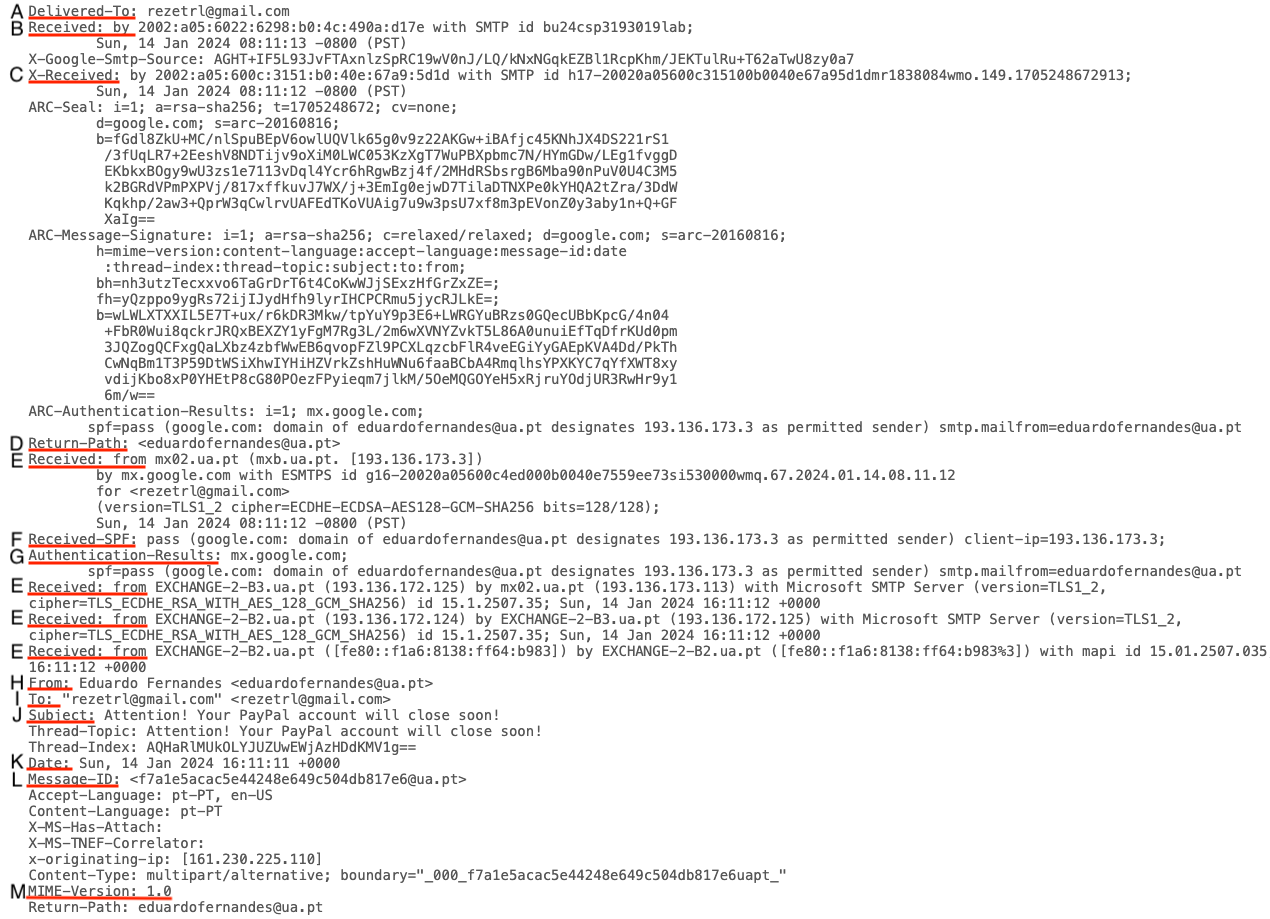 A Delivered-To: rezetrl@gmail.com
B Received: by 2002:a05:6022:6298:b0:4c:490a:d17e with SMTP id bu24csp3193019lab;
Sun, 14 Jan 2024 08:11:13 -0800 (PST)
X-Google-Smtp-Source: AGHT+IF5L93JvFTAxnlzSpRC19wV0nJ/LQ/kNxNGqkEZBl1RcpKhm/JEKTulRu+T62aTwU8zy0a7
C X-Received: by 2002:a05:600c:3151:b0:40e:67a9:5d1d with SMTP id h17-20020a05600c315100b0040e67a95d1dmr1838084wmo.149.1705248672913;
Sun, 14 Jan 2024 08:11:12 -0800 (PST)
ARC-Seal: i=1; a=rsa-sha256; t=1705248672; cv=none;
d=google.com; s=arc-20160816;
b=fGdl8ZkU+MC/nlSpuBEpV6owlUQVlk65g0v9z22AKGw+iBAfjc45KNhJX4DS221rS1
/3fUqLR7+2EeshV8NDTijv9oXiM0LWC053KzXgT7WuPBXpbmc7N/HYmGDw/LEg1fvggD
EKbkxBOgy9wU3zs1e7113vDql4Ycr6hRgwBzj4f/2MHdRSbsrgB6Mba90nPuV0U4C3M5
k2BGRdVPmPXPVj/817xffkuvJ7WX/j+3EmIg0ejwD7TilaDTNXPe0kYHQA2tZra/3DdW
Kqkhp/2aw3+QprW3qCwlrvUAFEdTKoVUAig7u9w3psU7xf8m3pEVonZ0y3aby1n+Q+GF
XaIg==
ARC-Message-Signature: i=1; a=rsa-sha256; c=relaxed/relaxed; d=google.com; s=arc-20160816;
h=mime-version:content-language:accept-language:message-id:date
:thread-index:thread-topic:subject:to:from;
bh=nh3utzTecxxvo6TaGrDrT6t4CoKwWJjSExzHfGrZxZE=;
fh=yQzppo9ygRs72ijIJydHfh9lyrIHCPCRmu5jycRJLkE=;
b=wLWLXTXXIL5E7T+ux/r6kDR3Mkw/tpYuY9p3E6+LWRGYuBRzs0GQecUBbKpcG/4n04
+FbR0Wui8qckrJRQxBEXZY1yFgM7Rg3L/2m6wXVNYZvkT5L86A0unuiEfTqDfrKUd0pm
3JQZogQCFxgQaLXbz4zbfWwEB6qvopFZl9PCXLqzcbFlR4veEGiYyGAEpKVA4Dd/PkTh
CwNqBm1T3P59DtWSiXhwIYHiHZVrkZshHuWNu6faaBCbA4RmqlhsYPXKYC7qYfXWT8xy
vdijKbo8xP0YHEtP8cG80POezFPyieqm7jlkM/5OeMQGOYeH5xRjruYOdjUR3RwHr9y1
6m/w==
ARC-Authentication-Results: i=1; mx.google.com;
spf=pass (google.com: domain of eduardofernandes@ua.pt designates 193.136.173.3 as permitted sender) smtp.mailfrom=eduardofernandes@ua.pt
D Return-Path: <eduardofernandes@ua.pt>
E Received: from mx02.ua.pt (mxb.ua.pt. [193.136.173.3])
by mx.google.com with ESMTPS id g16-20020a05600c4ed000b0040e7559ee73si530000wmq.67.2024.01.14.08.11.12
for <rezetrl@gmail.com>
(version=TLS1_2 cipher=ECDHE-ECDSA-AES128-GCM-SHA256 bits=128/128);
Sun, 14 Jan 2024 08:11:12 -0800 (PST)
F Received-SPF: pass (google.com: domain of eduardofernandes@ua.pt designates 193.136.173.3 as permitted sender) client-ip=193.136.173.3;
G Authentication-Results: mx.google.com;
spf=pass (google.com: domain of eduardofernandes@ua.pt designates 193.136.173.3 as permitted sender) smtp.mailfrom=eduardofernandes@ua.pt
E Received: from EXCHANGE-2-B3.ua.pt (193.136.172.125) by mx02.ua.pt (193.136.173.113) with Microsoft SMTP Server (version=TLS1_2,
cipher=TLS_ECDHE_RSA_WITH_AES_128_GCM_SHA256) id 15.1.2507.35; Sun, 14 Jan 2024 16:11:12 +0000
E Received: from EXCHANGE-2-B2.ua.pt (193.136.172.124) by EXCHANGE-2-B3.ua.pt (193.136.172.125) with Microsoft SMTP Server (version=TLS1_2,
cipher=TLS_ECDHE_RSA_WITH_AES_128_GCM_SHA256) id 15.1.2507.35; Sun, 14 Jan 2024 16:11:12 +0000
E Received: from EXCHANGE-2-B2.ua.pt ([fe80::f1a6:8138:ff64:b983]) by EXCHANGE-2-B2.ua.pt ([fe80::f1a6:8138:ff64:b983%3]) with mapi id 15.01.2507.035
16:11:12 +0000
H From: Eduardo Fernandes <eduardofernandes@ua.pt>
I To: "rezetrl@gmail.com" <rezetrl@gmail.com>
J Subject: Attention! Your PayPal account will close soon!
Thread-Topic: Attention! Your PayPal account will close soon!
Thread-Index: AQHaRlMUkOLYJUZUwEWjAzHDdKMV1g==
K Date: Sun, 14 Jan 2024 16:11:11 +0000
L Message-ID: <f7a1e5acac5e44248e649c504db817e6@ua.pt>
Accept-Language: pt-PT, en-US
Content-Language: pt-PT
X-MS-Has-Attach:
X-MS-TNEF-Correlator:
x-originating-ip: [161.230.225.110]
Content-Type: multipart/alternative; boundary="_000_f7a1e5acac5e44248e649c504db817e6uapt_"
M MIME-Version: 1.0
Return-Path: eduardofernandes@ua.pt